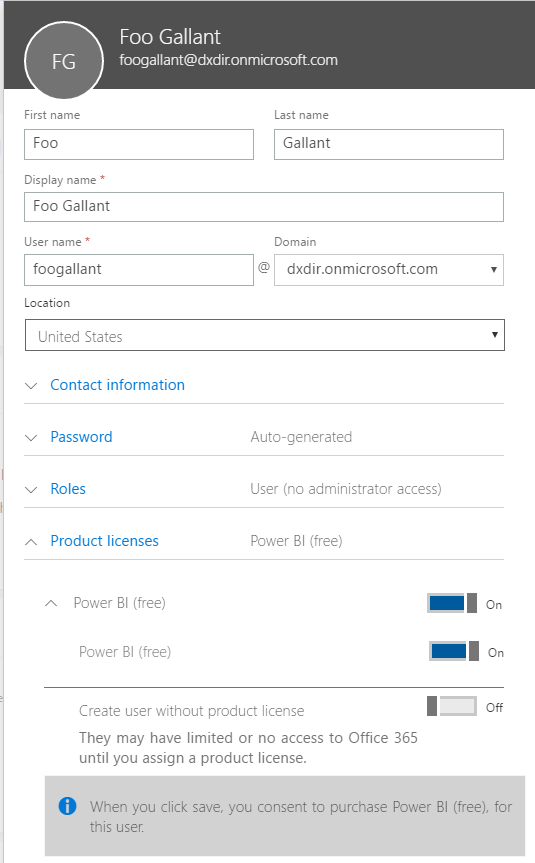 FG
Foo Gallant
foogallant@dxdir.onmicrosoft.com
First name
Last name
Foo
Gallant
Display name *
Foo Gallant
User name *
Domain
foogallant
@
dxdir.onmicrosoft.com
Location
United States
Contact information
Password
Auto-generated
Roles
User (no administrator access)
Product licenses
Power BI (free)
Power BI (free)
On
Power BI (free)
On
Create user without product license
Off
They may have limited or no access to Office 365
until you assign a product license.
When you click save, you consent to purchase Power BI (free), for
this user.